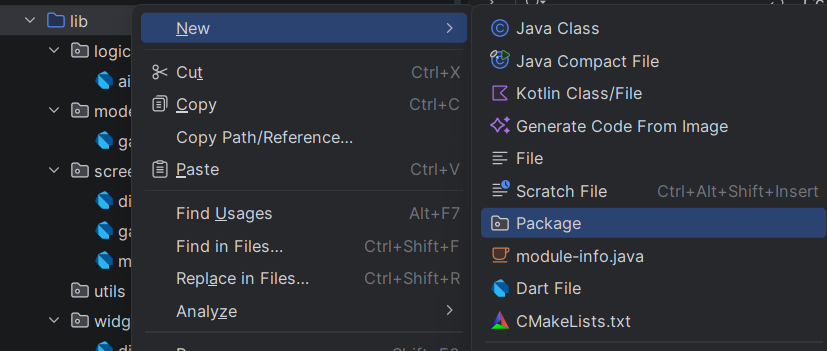 lib
logic
ai
mode
ga
scree
di
ga
m
utils
widg
di
New
Cut Ctrl+X
Copy Ctrl+C
Copy Path/Reference...
Paste Ctrl+V
Find Usages Alt+F7
Find in Files... Ctrl+Shift+F
Replace in Files... Ctrl+Shift+R
Analyze
Java Class
Java Compact File
Kotlin Class/File
Generate Code From Image
File
Scratch File Ctrl+Alt+Shift+Insert
Package
module-info.java
Dart File
CMakeLists.txt